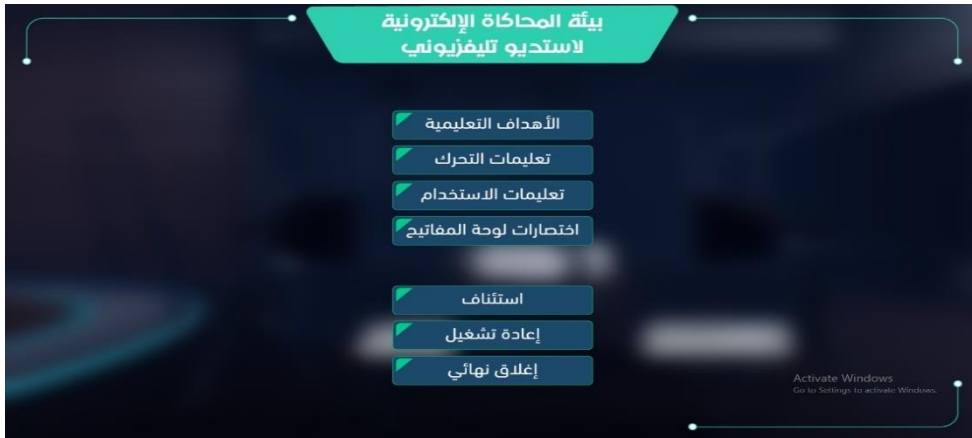 بيئة المحاكاة الإلكترونية
لاستديو تليفزيوني
الأهداف التعليمية
تعليمات التحرك
تعليمات الاستخدام
اختصارات لوحة المفاتيح
استئناف
إعادة تشغيل
إغلاق نهائي
Activate Windows
Go to Settings to activate Windows.